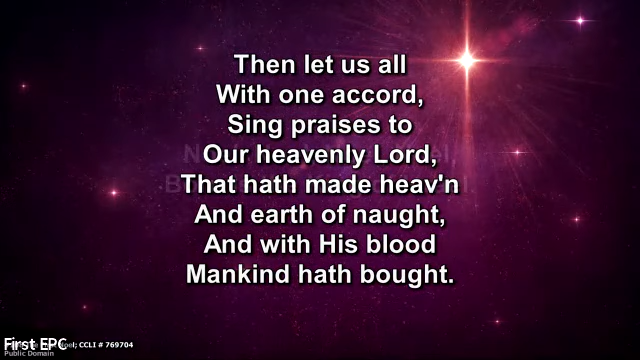 Then let us all
With one accord,
Sing praises to
Our heavenly Lord,
That hath made heav'n
And earth of naught,
And with His blood
Mankind hath bought.
First EPC
Noel; CCLI # 769704
Public Domain